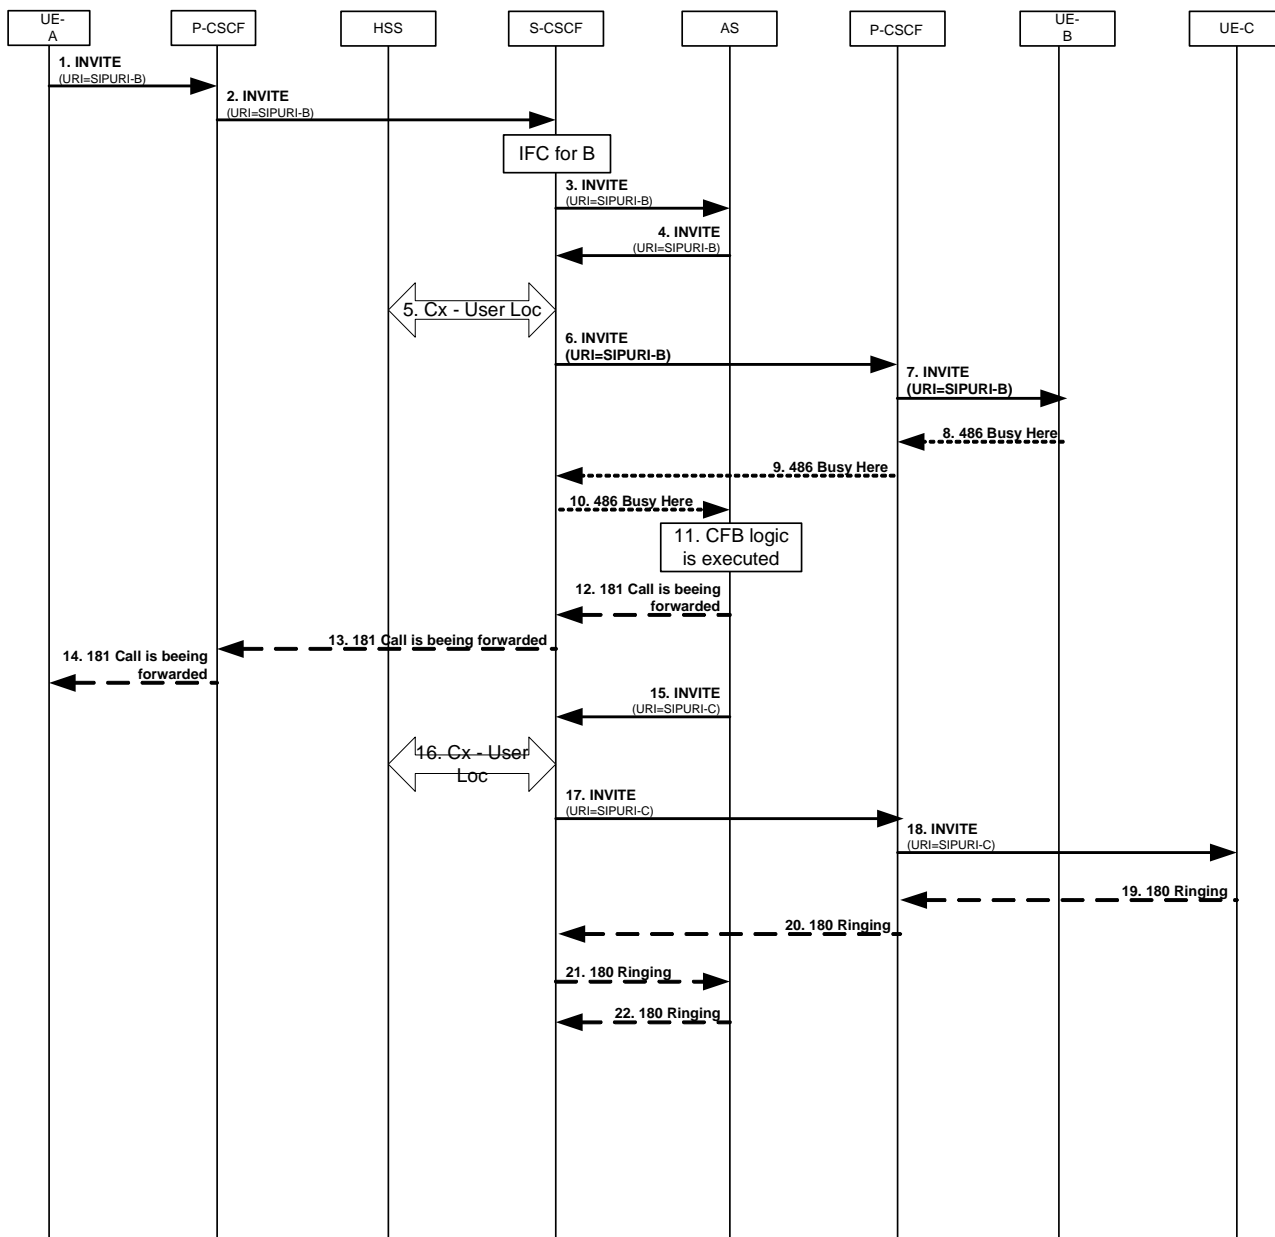 UE-
A
P-CSCF
HSS
S-CSCF
AS
P-CSCF
UE-
B
UE-C
1. INVITE
(URI=SIPURI-B)
2. INVITE
(URI=SIPURI-B)
IFC for B
3. INVITE
(URI=SIPURI-B)
4. INVITE
(URI=SIPURI-B)
5. Cx - User Loc
6. INVITE
(URI=SIPURI-B)
7. INVITE
(URI=SIPURI-B)
8. 486 Busy Here
9. 486 Busy Here
10. 486 Busy Here
11. CFB logic
is executed
12. 181 Call is beeing
forwarded
13. 181 Call is beeing forwarded
14. 181 Call is beeing
forwarded
15. INVITE
(URI=SIPURI-C)
16. Cx - User
Loc
17. INVITE
(URI=SIPURI-C)
18. INVITE
(URI=SIPURI-C)
19. 180 Ringing
20. 180 Ringing
21. 180 Ringing
22. 180 Ringing